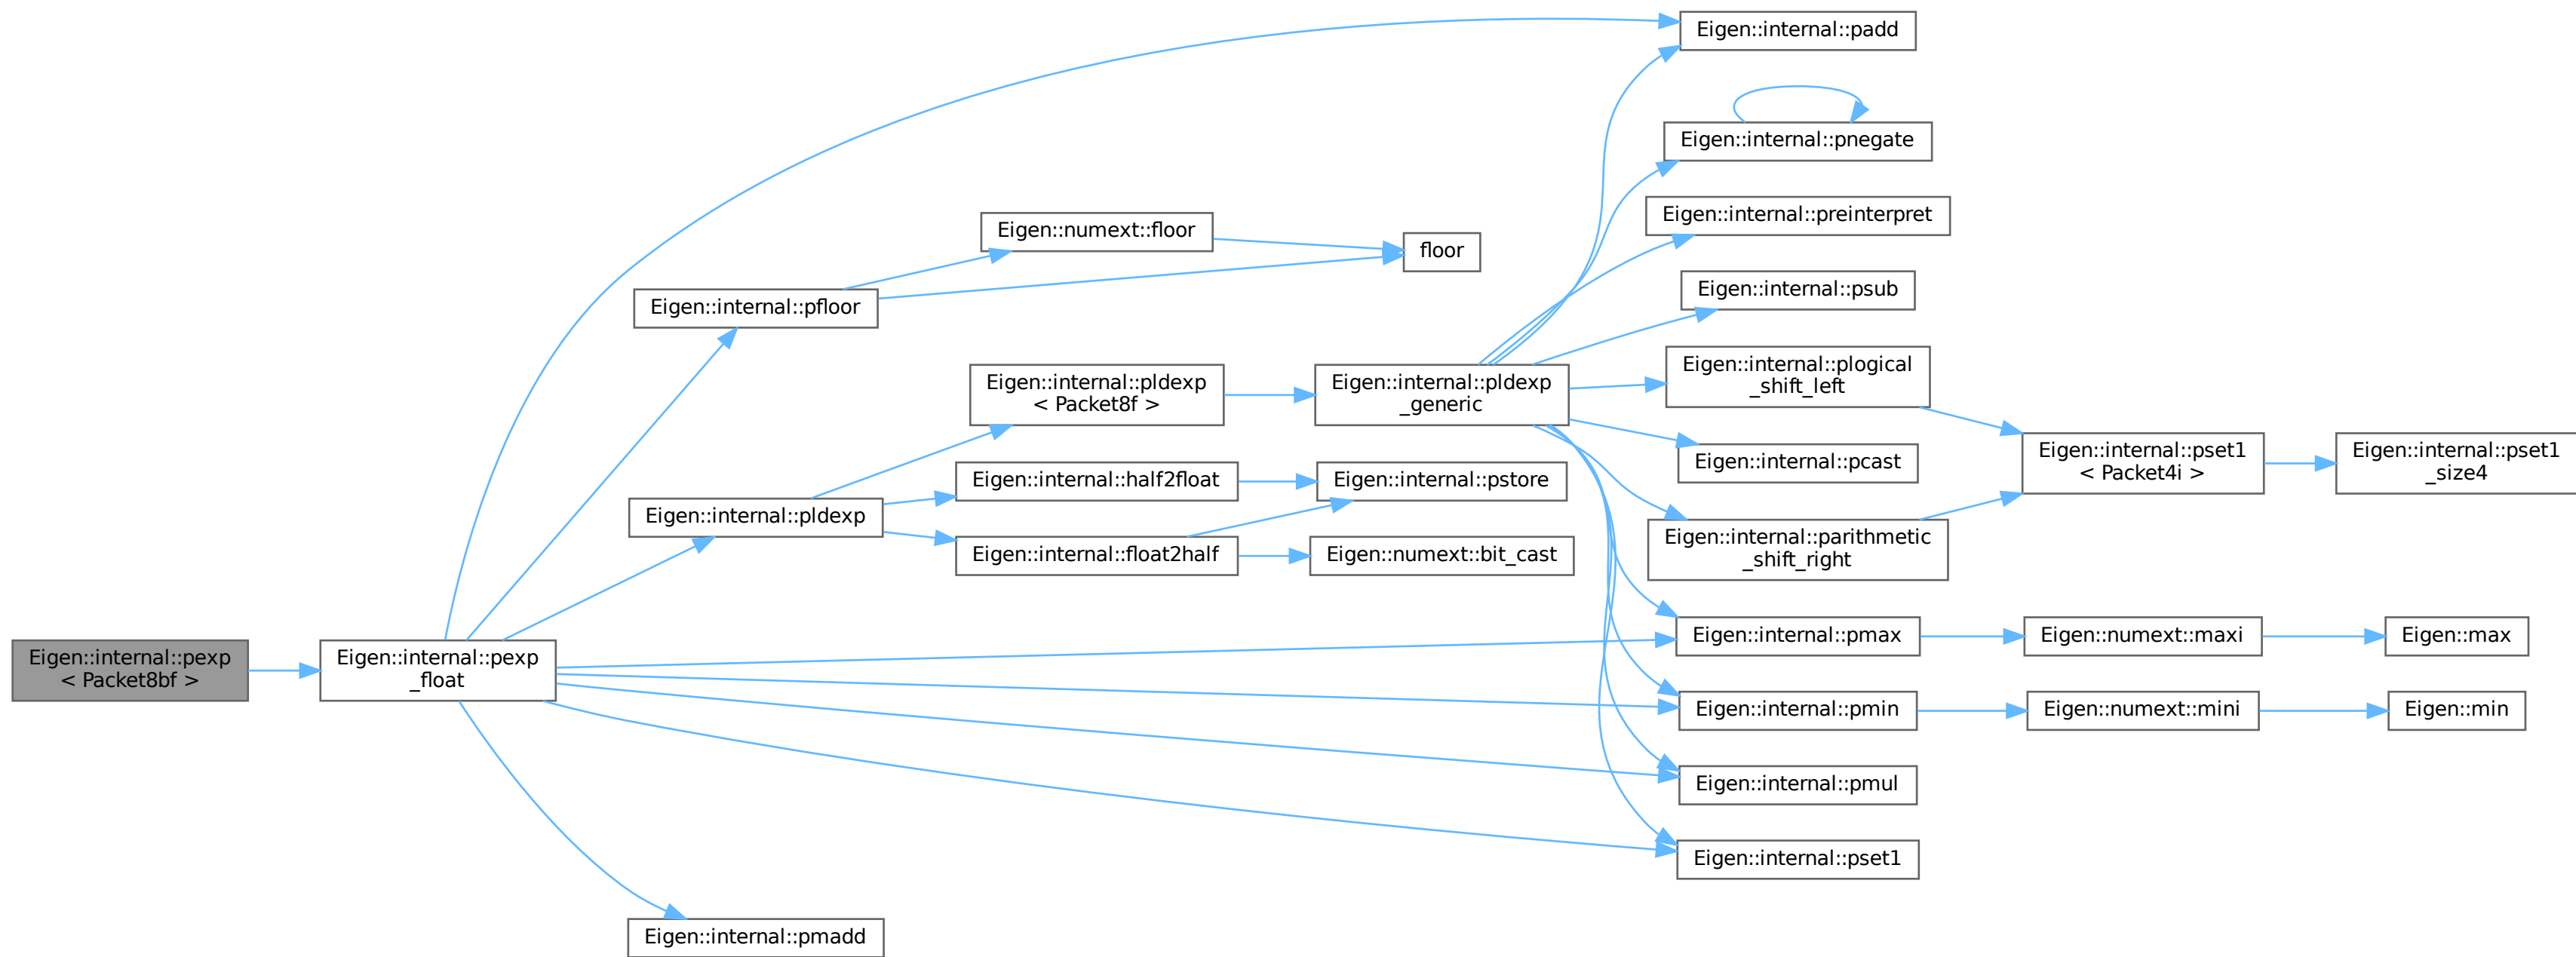 Eigen::internal::pexp
< Packet8bf >
Eigen::internal::pexp
_float
Eigen::internal::padd
Eigen::internal::pfloor
Eigen::numext::floor
floor
Eigen::internal::pldexp
Eigen::internal::pldexp
< Packet8f >
Eigen::internal::pldexp
_generic
Eigen::internal::pnegate
Eigen::internal::preinterpret
Eigen::internal::psub
Eigen::internal::plogical
_shift_left
Eigen::internal::pset1
< Packet4i >
Eigen::internal::pset1
_size4
Eigen::internal::pcast
Eigen::internal::parithmetic
_shift_right
Eigen::internal::half2float
Eigen::internal::pstore
Eigen::internal::float2half
Eigen::numext::bit_cast
Eigen::internal::pmax
Eigen::numext::maxi
Eigen::max
Eigen::internal::pmin
Eigen::numext::mini
Eigen::min
Eigen::internal::pmul
Eigen::internal::pset1
Eigen::internal::pmadd